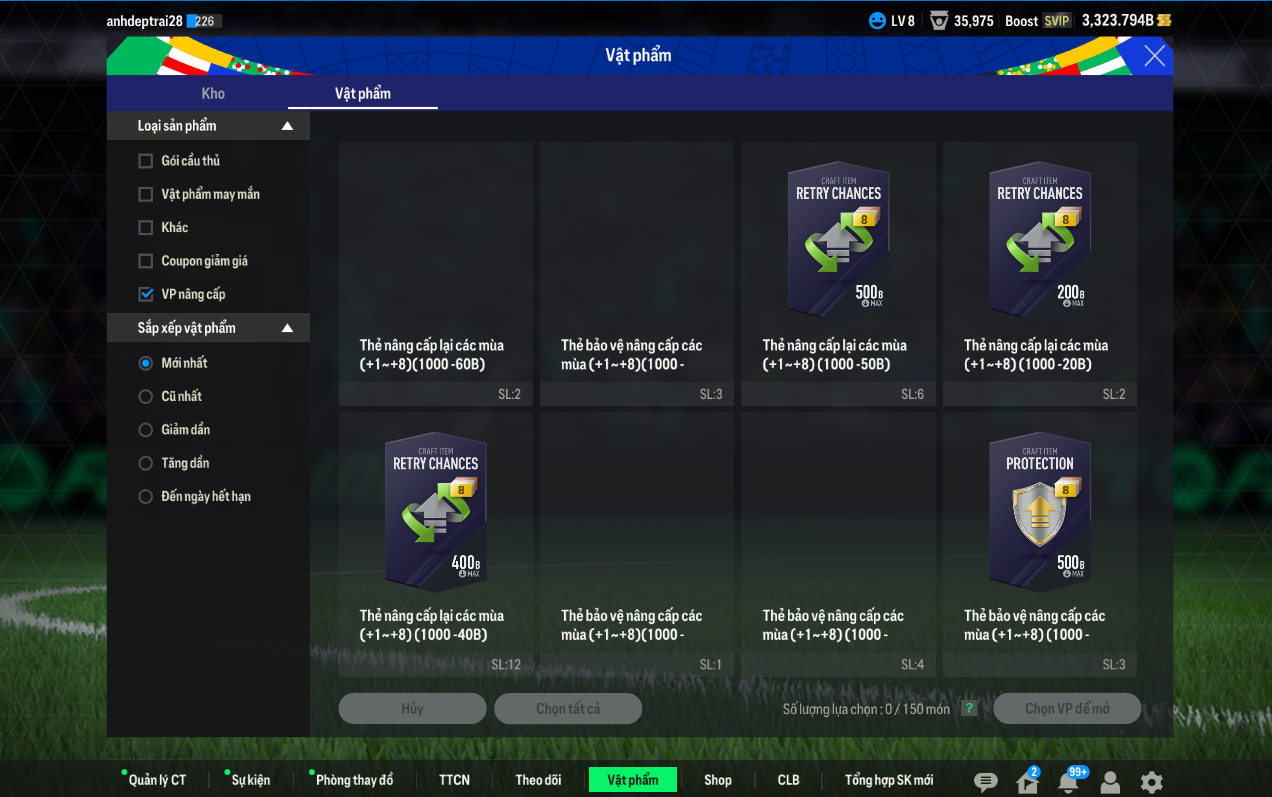 anhdeptrai28 226
LV 8 35,975 Boost SVIP 3,323.794B
Vật phẩm
Kho Vật phẩm
Loại sản phẩm
Gói cầu thủ
Vật phẩm may mắn
Khác
Coupon giảm giá
VP nâng cấp
Sắp xếp vật phẩm
Mới nhất
Cũ nhất
Giảm dần
Tăng dần
Đến ngày hết hạn
Thẻ nâng cấp lại các mùa
(+1~+8)(1000 -60B)
SL:2
Thẻ bảo vệ nâng cấp các
mùa (+1~+8)(1000 -
SL:3
CRAFT ITEM
RETRY CHANCES
8
500B
MAX
Thẻ nâng cấp lại các mùa
(+1~+8) (1000 -50B)
SL:6
CRAFT ITEM
RETRY CHANCES
8
200B
MAX
Thẻ nâng cấp lại các mùa
(+1~+8) (1000 -20B)
SL:2
CRAFT ITEM
RETRY CHANCES
8
400B
MAX
Thẻ nâng cấp lại các mùa
(+1~+8) (1000 -40B)
SL:12
Thẻ bảo vệ nâng cấp các
mùa (+1~+8)(1000 -
SL:1
Thẻ bảo vệ nâng cấp các
mùa (+1~+8) (1000 -
SL:4
CRAFT ITEM
PROTECTION
8
500B
MAX
Thẻ bảo vệ nâng cấp các
mùa (+1~+8) (1000 -
SL:3
Hủy Chọn tất cả Số lượng lựa chọn : 0 / 150 món ? Chọn VP để mở
Quản lý CT Sự kiện Phòng thay đồ TTCN Theo dõi Vật phẩm Shop CLB Tổng hợp SK mới 2 99+